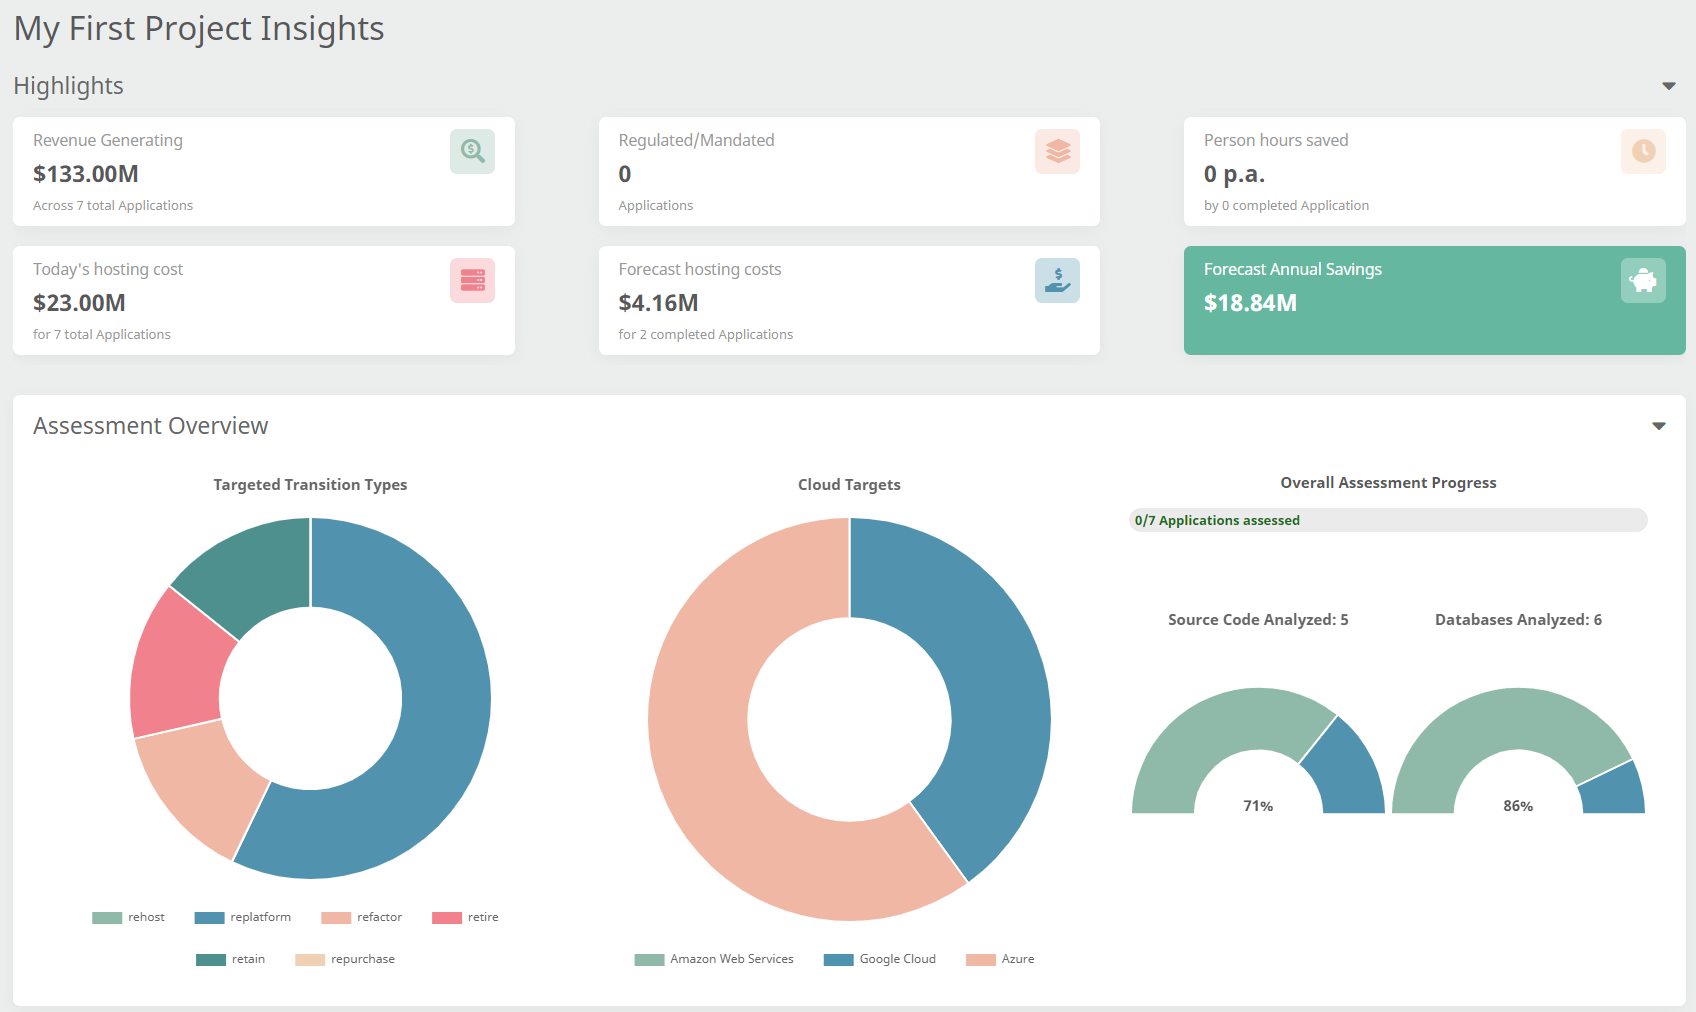 My First Project Insights
Highlights
Revenue Generating
$133.00M
Across 7 total Applications
Regulated/Mandated
0
Applications
Person hours saved
0 p.a.
by 0 completed Application
Today's hosting cost
$23.00M
for 7 total Applications
Forecast hosting costs
$4.16M
for 2 completed Applications
Forecast Annual Savings
$18.84M
Assessment Overview
Targeted Transition Types
rehost
replatform
refactor
retire
retain
repurchase
Cloud Targets
Amazon Web Services
Google Cloud
Azure
Overall Assessment Progress
0/7 Applications assessed
Source Code Analyzed: 5
71%
Databases Analyzed: 6
86%